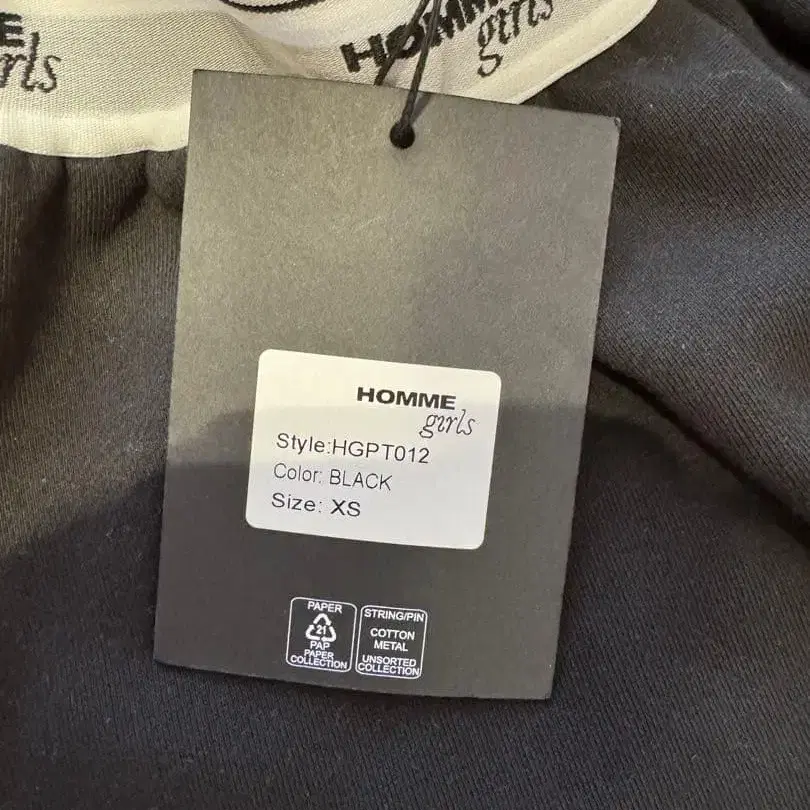 HOMME
girls
HOMME
girls
Style:HGPT012
Color: BLACK
Size: XS
PAPER
21
PAP
PAPER
COLLECTION
STRING/PIN
COTTON
METAL
UNSORTED
COLLECTION